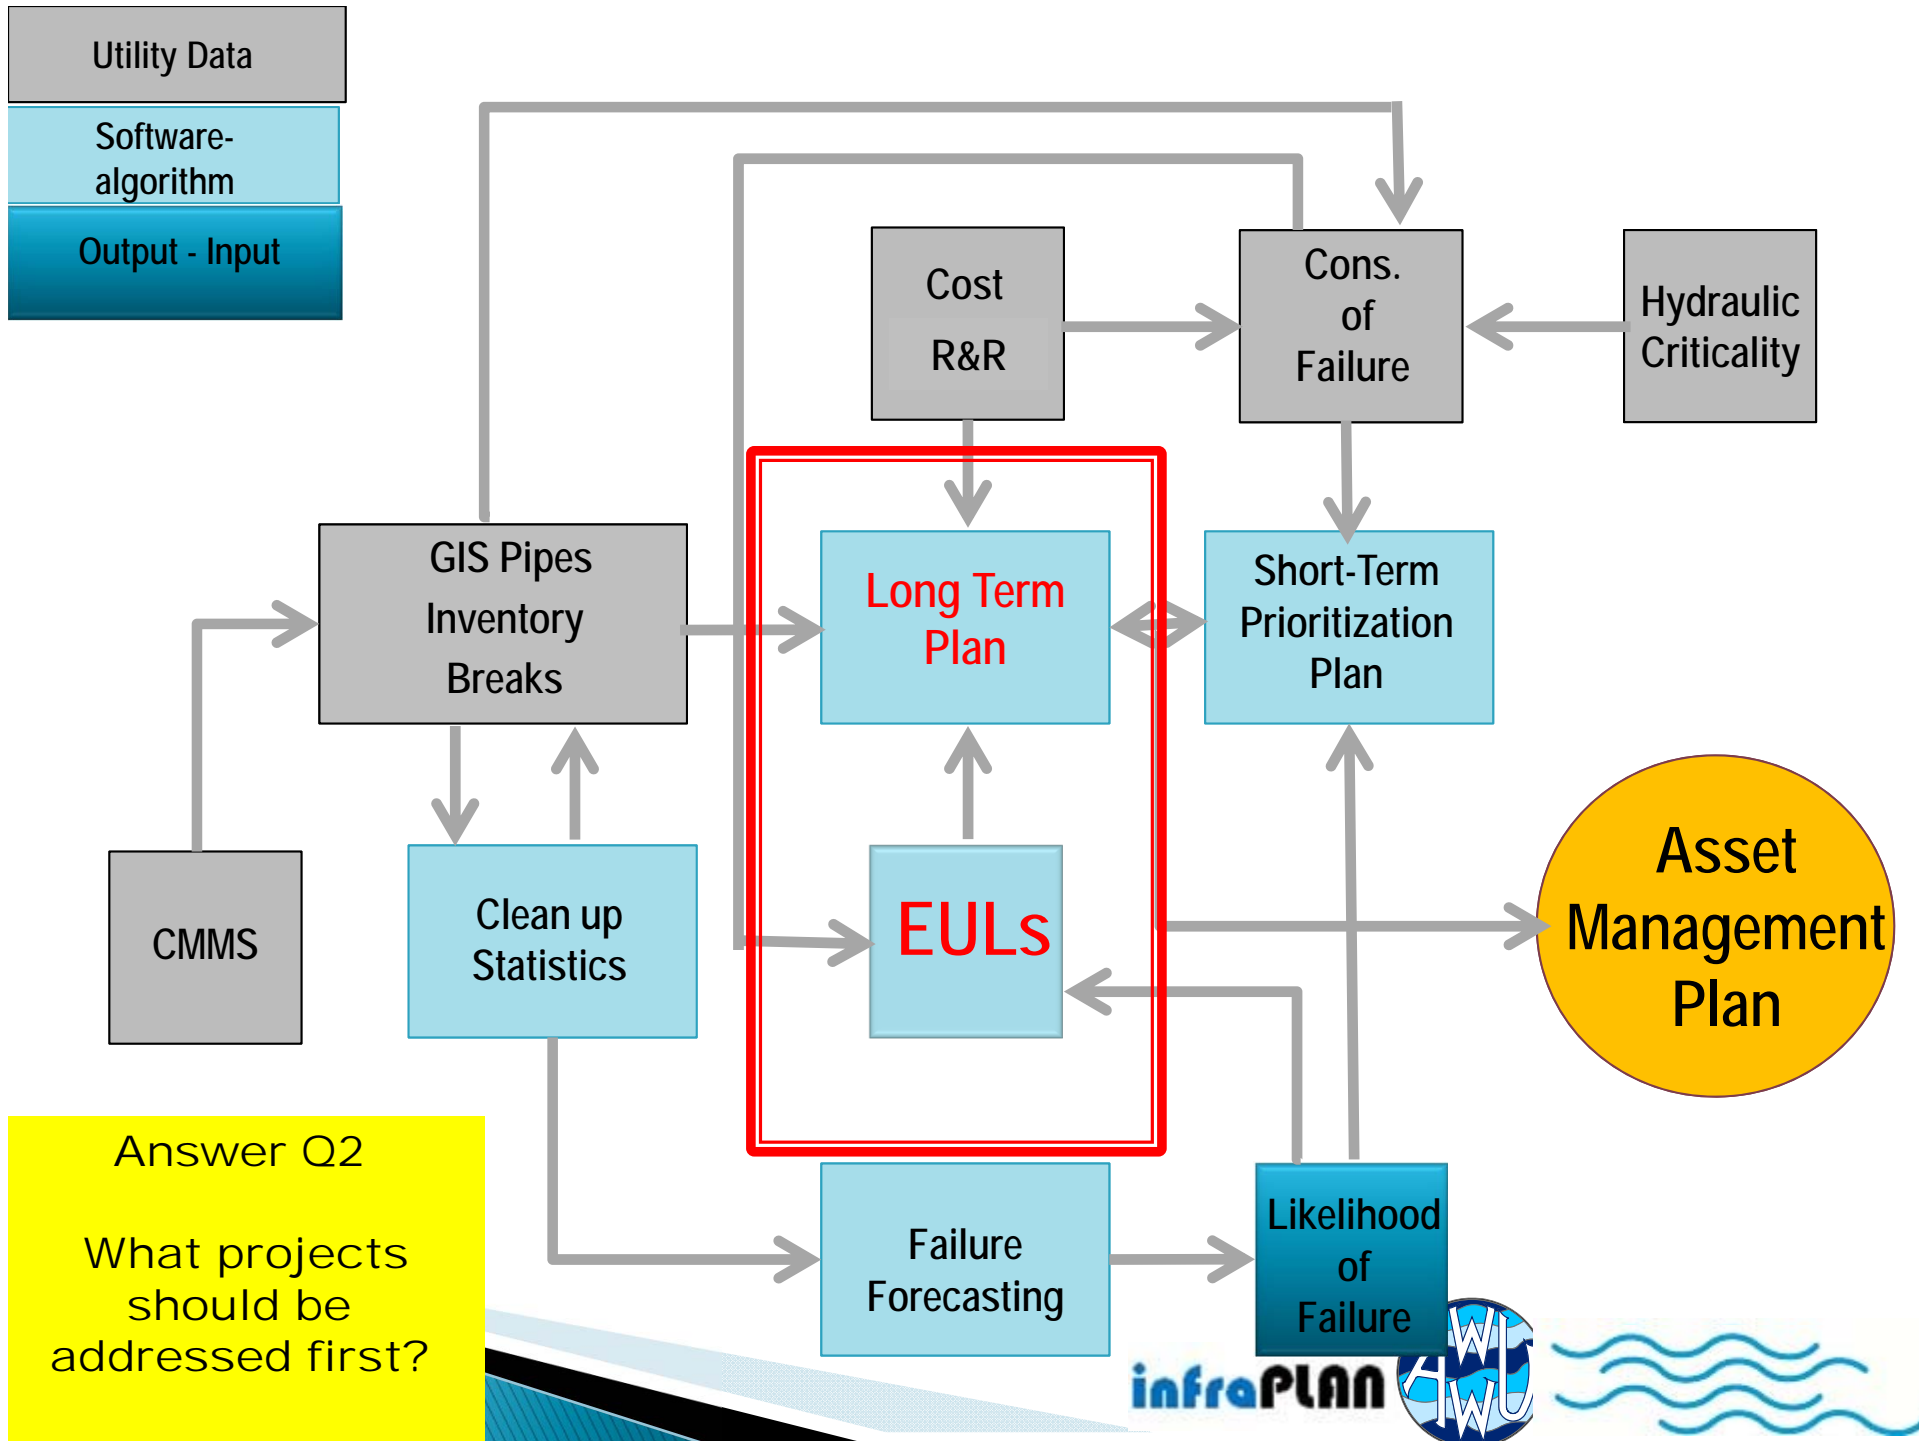 Utility Data
Software-
algorithm
Output - Input
Cost
R&R
Cons.
of
Failure
Hydraulic
Criticality
GIS Pipes
Inventory
Breaks
Long Term
Plan
Short-Term
Prioritization
Plan
CMMS
Clean up
Statistics
EULs
Asset
Management
Plan
Answer Q2
What projects
should be
addressed first?
Failure
Forecasting
Likelihood
of
Failure
infraPLAN
AWWU